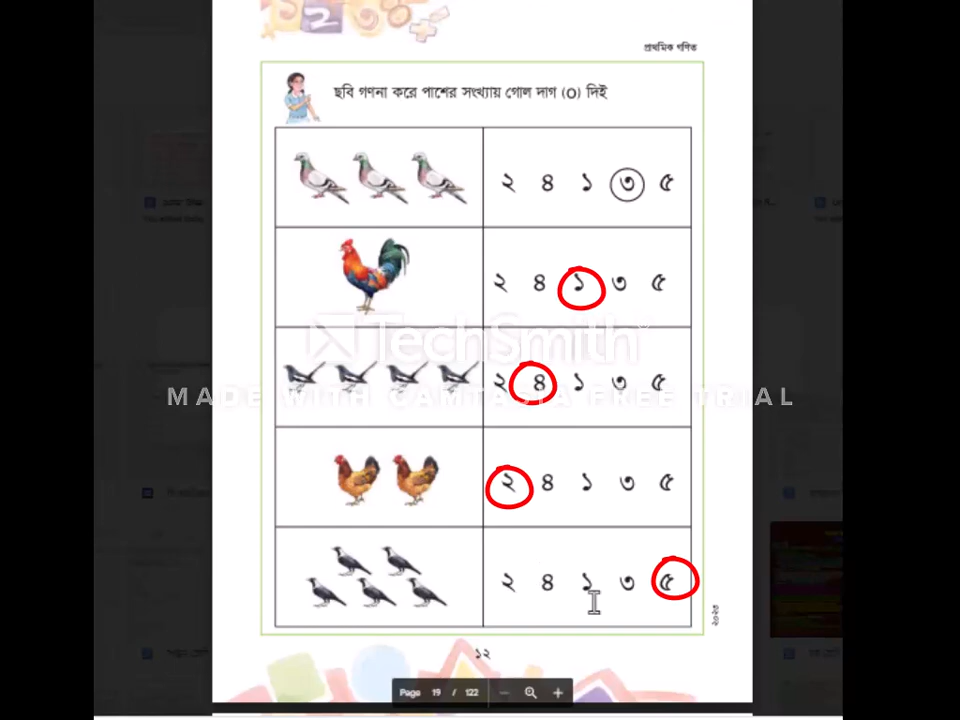 প্রাথমিক গণিত
ছবি গণনা করে পাশের সংখ্যায় গোল দাগ (O) দিই
২ ৪ ১ ৩ ৫
২ ৪ ১ ৩ ৫
TechSmith
২ ৪ ১ ৩ ৫
MADE WITH CAMTASIA FREE TRIAL
২ ৪ ১ ৩ ৫
২ ৪ ১ ৩ ৫
২০২৩
১২
Page 19 / 122